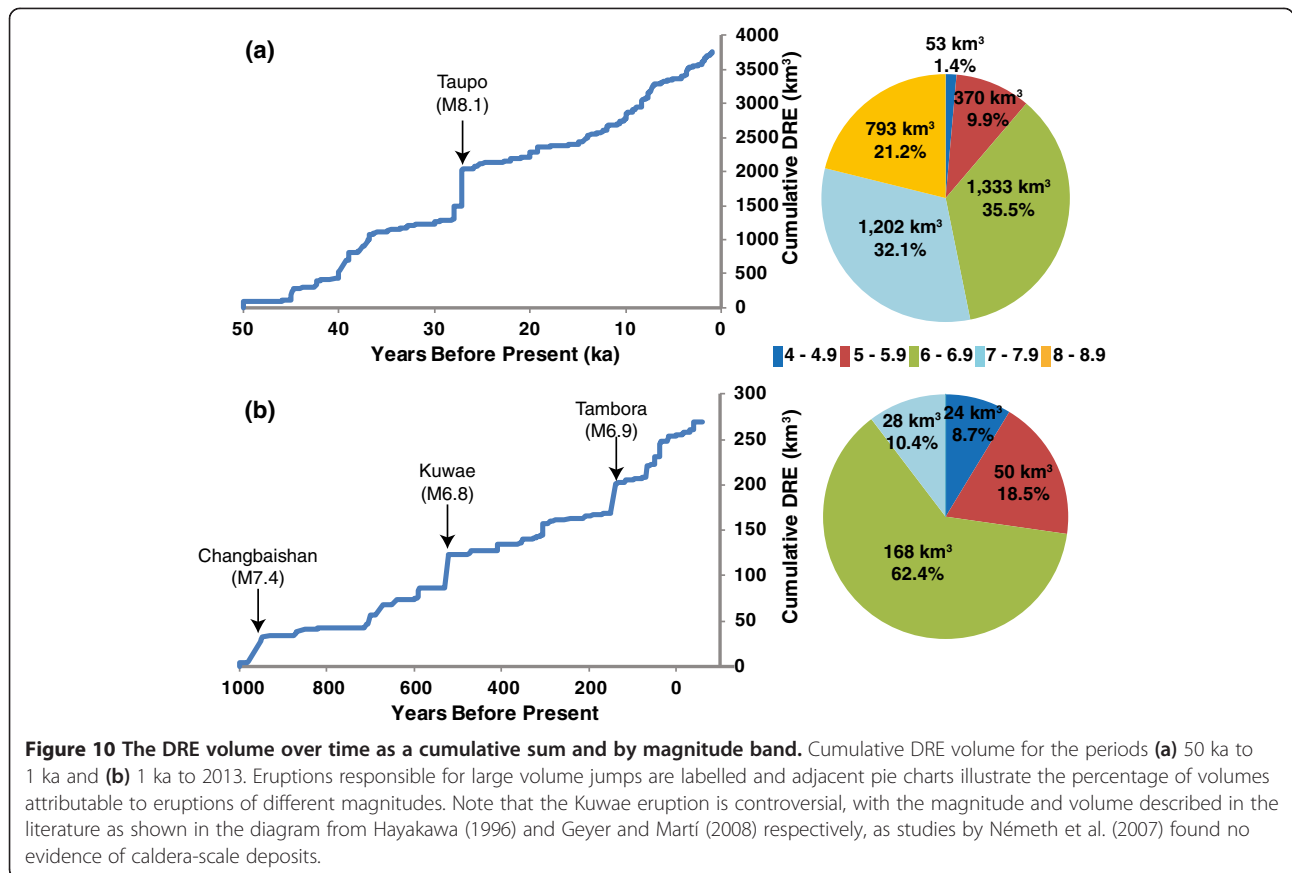 (a)
Taupo
(M8.1)
4000
3500
3000
2500
2000
1500
1000
500
0
Cumulative DRE (km³)
50 40 30 20 10 0
Years Before Present (ka)
53 km³
1.4%
370 km³
9.9%
793 km³
21.2%
1,333 km³
35.5%
1,202 km³
32.1%
4 - 4.9 5 - 5.9 6 - 6.9 7 - 7.9 8 - 8.9
(b)
Changbaishan
(M7.4)
Kuwae
(M6.8)
Tambora
(M6.9)
300
250
200
150
100
50
0
Cumulative DRE (km³)
1000 800 600 400 200 0
Years Before Present
28 km³
10.4%
24 km³
8.7%
50 km³
18.5%
168 km³
62.4%
Figure 10 The DRE volume over time as a cumulative sum and by magnitude band. Cumulative DRE volume for the periods (a) 50 ka to
1 ka and (b) 1 ka to 2013. Eruptions responsible for large volume jumps are labelled and adjacent pie charts illustrate the percentage of volumes
attributable to eruptions of different magnitudes. Note that the Kuwae eruption is controversial, with the magnitude and volume described in the
literature as shown in the diagram from Hayakawa (1996) and Geyer and Martí (2008) respectively, as studies by Németh et al. (2007) found no
evidence of caldera-scale deposits.